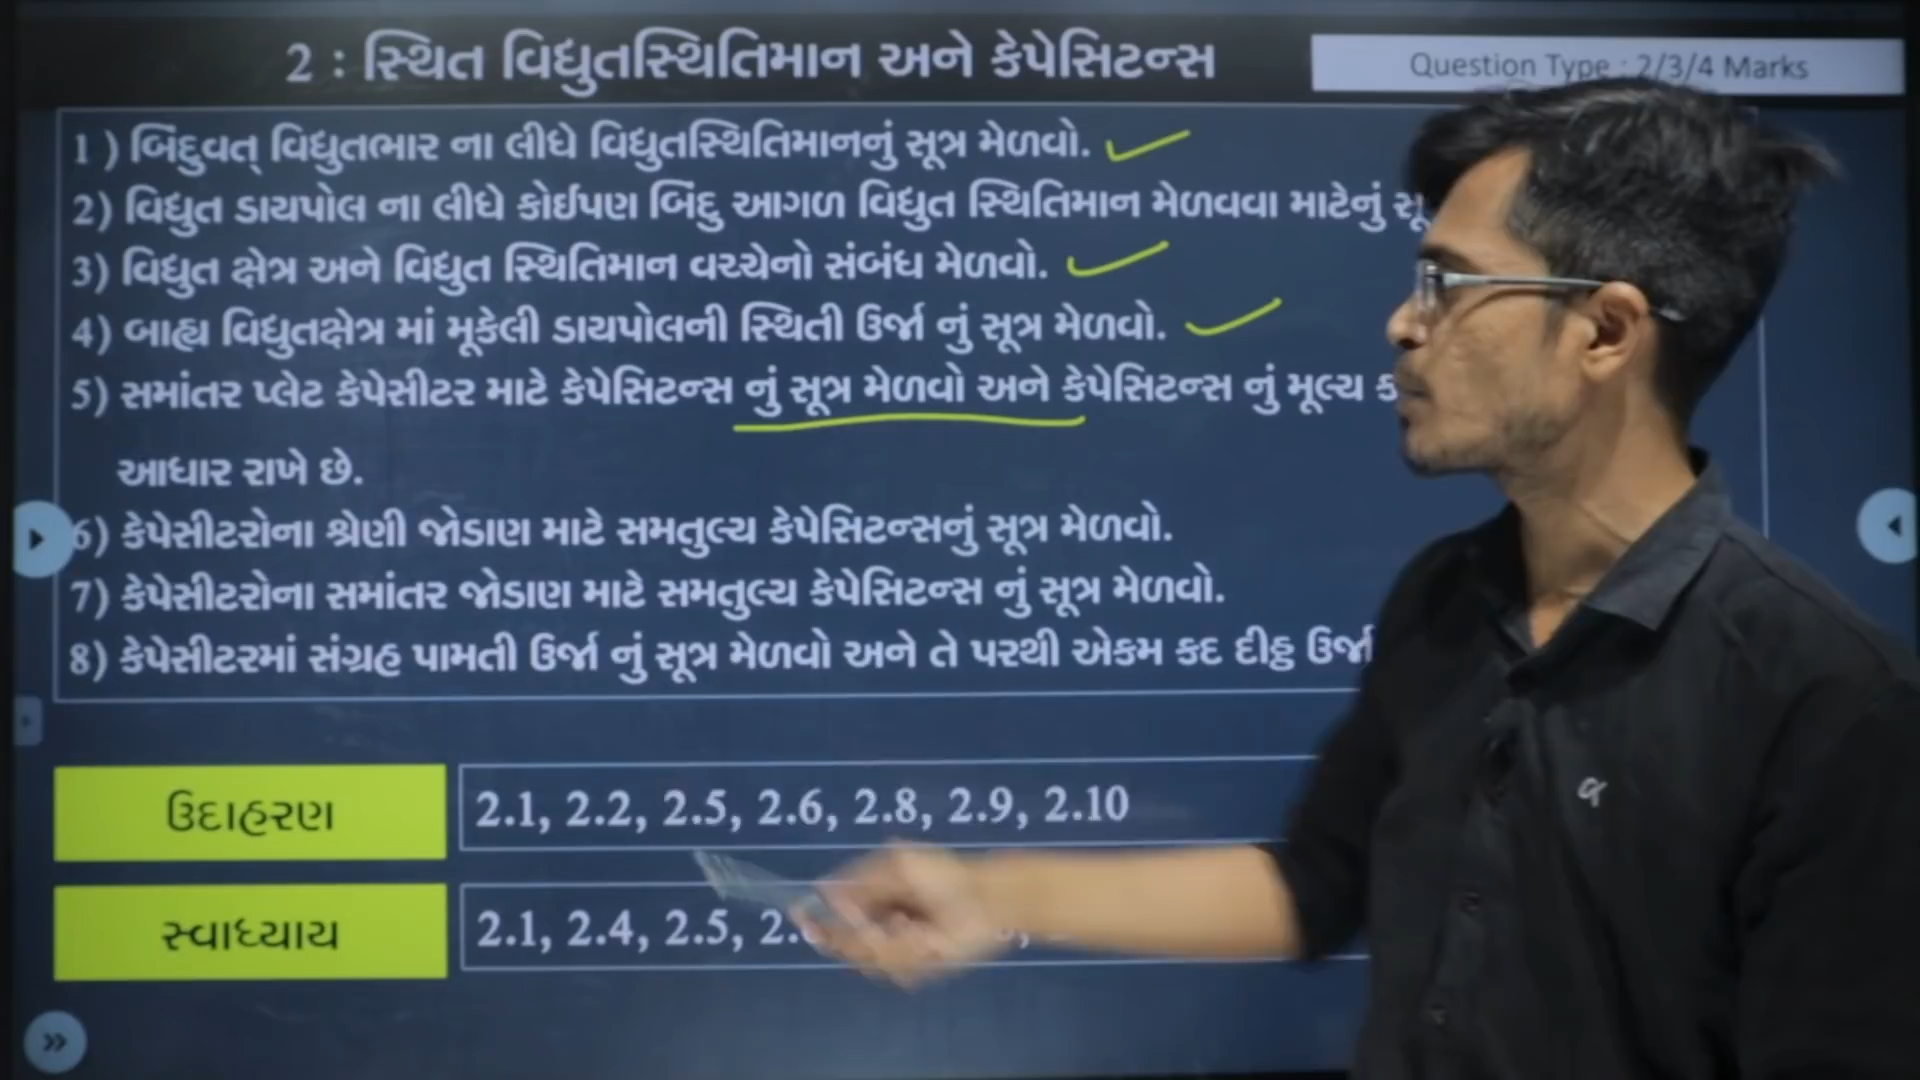 2 : સ્થિત વિદ્યુતસ્થિતિમાન અને કેપેસિટન્સ
Question Type : 2/3/4 Marks
1 ) બિંદુવત્ વિદ્યુતભાર ના લીધે વિદ્યુતસ્થિતિમાનનું સૂત્ર મેળવો.
2) વિદ્યુત ડાયપોલ ના લીધે કોઈપણ બિંદુ આગળ વિદ્યુત સ્થિતિમાન મેળવવા માટેનું
3) વિદ્યુત ક્ષેત્ર અને વિદ્યુત સ્થિતિમાન વચ્ચેનો સંબંધ મેળવો.
4) બાહ્ય વિદ્યુતક્ષેત્ર માં મૂકેલી ડાયપોલની સ્થિતી ઉર્જા નું સૂત્ર મેળવો.
5) સમાંતર પ્લેટ કેપેસીટર માટે કેપેસિટન્સ નું સૂત્ર મેળવો અને કેપેસિટન્સ નું મૂલ્ય
આધાર રાખે છે.
6) કેપેસીટરોના શ્રેણી જોડાણ માટે સમતુલ્ય કેપેસિટન્સનું સૂત્ર મેળવો.
7) કેપેસીટરોના સમાંતર જોડાણ માટે સમતુલ્ય કેપેસિટન્સ નું સૂત્ર મેળવો.
8) કેપેસીટરમાં સંગ્રહ પામતી ઉર્જા નું સૂત્ર મેળવો અને તે પરથી એકમ કદ દીઠ ઉર્જા
ઉદાહરણ
2.1, 2.2, 2.5, 2.6, 2.8, 2.9, 2.10
સ્વાધ્યાય
2.1, 2.4, 2.5,